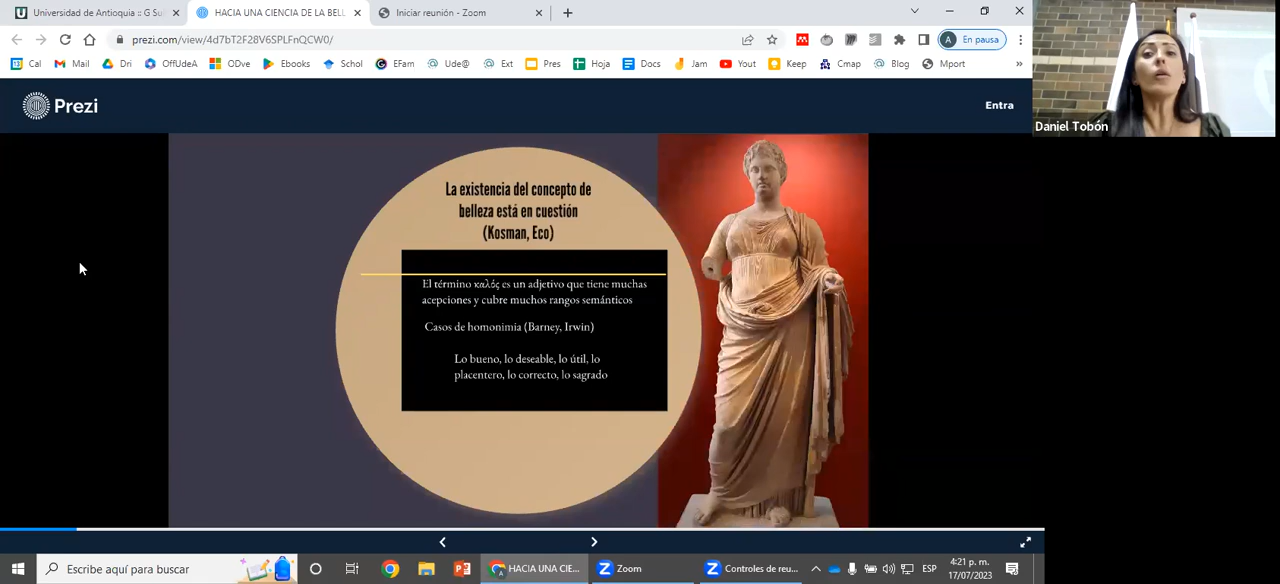 Universidad de Antioquia :: G Su
HACIA UNA CIENCIA DE LA BELL
Iniciar reunión - Zoom
prezi.com/view/4d7bT2F28V6SPLFnQCW0/
A
En pausa
Cal
Mail
Dri
OffUdeA
ODve
Ebooks
Schol
EFam
UdeG
Ext
Pres
Hoja
Docs
Jam
Yout
Keep
Cmap
Blog
Mport
»
Prezi
Entra
Daniel Tobón
La existencia del concepto de
belleza está en cuestión
(Kosman, Eco)
El término καλός es un adjetivo que tiene muchas
acepciones y cubre muchos rangos semánticos
Casos de homonimia (Barney, Irwin)
Lo bueno, lo deseable, lo útil, lo
placentero, lo correcto, lo sagrado
Escribe aquí para buscar
HACIA UNA CIE...
Zoom
Controles de reu...
ESP
4:21 p. m.
17/07/2023